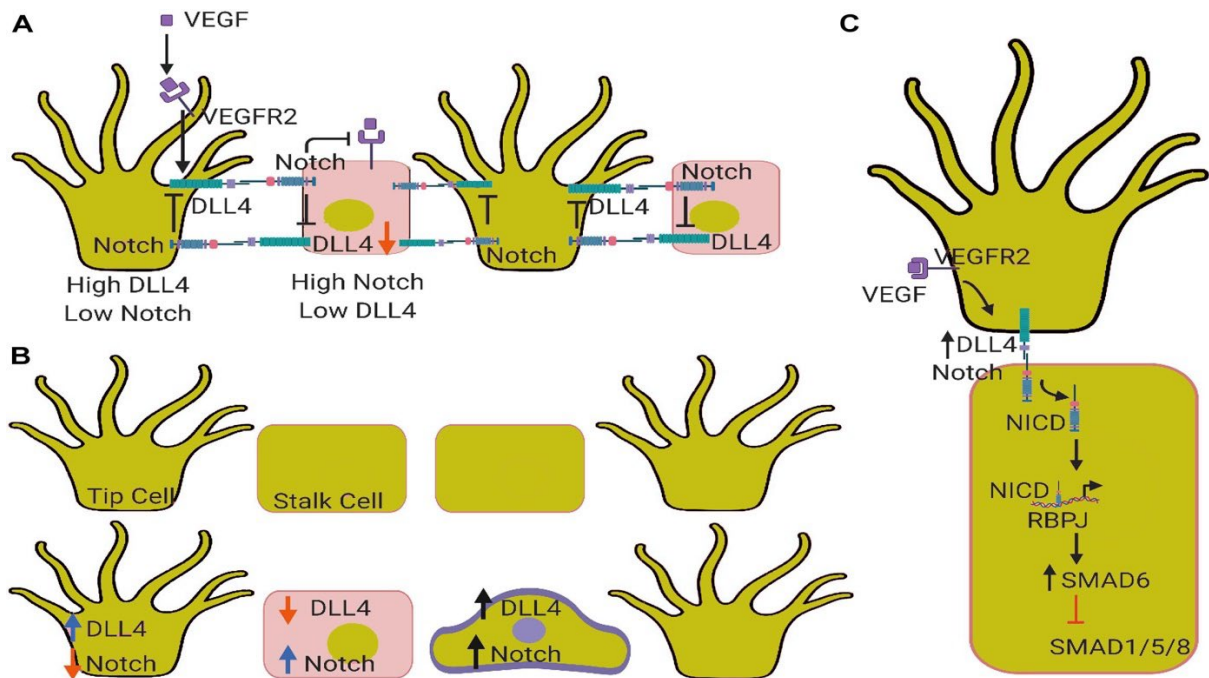 A
VEGF
VEGFR2
Notch
DLL4
Notch
DLL4
High DLL4
Low Notch
High Notch
Low DLL4
Notch
DLL4
Notch
DLL4
B
Tip Cell
Stalk Cell
DLL4
Notch
DLL4
Notch
DLL4
Notch
C
VEGFR2
VEGF
DLL4
Notch
NICD
NICD
RBPJ
SMAD6
SMAD1/5/8